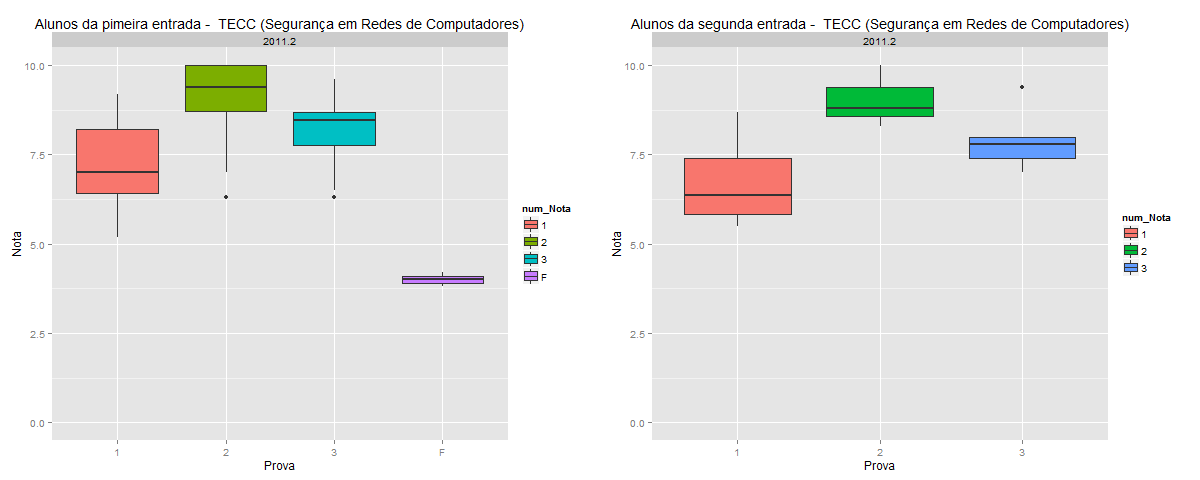 Alunos da pimeira entrada -  TECC (Segurança em Redes de Computadores)
2011.2
10.0
7.5
5.0
2.5
0.0
Nota
1
2
3
F
Prova
num_Nota
1
2
3
F
Alunos da segunda entrada -  TECC (Segurança em Redes de Computadores)
2011.2
10.0
7.5
5.0
2.5
0.0
Nota
1
2
3
Prova
num_Nota
1
2
3